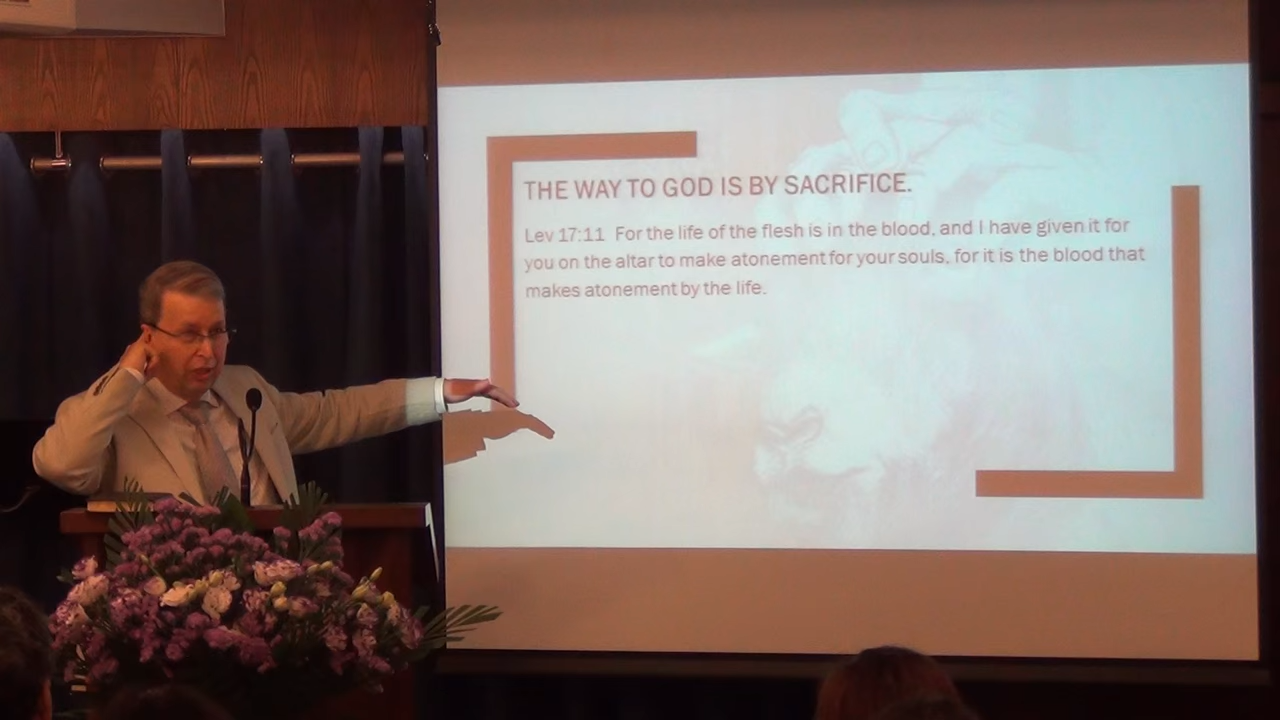 THE WAY TO GOD IS BY SACRIFICE.
Lev 17:11 For the life of the flesh is in the blood, and I have given it for
you on the altar to make atonement for your souls, for it is the blood that
makes atonement by the life.